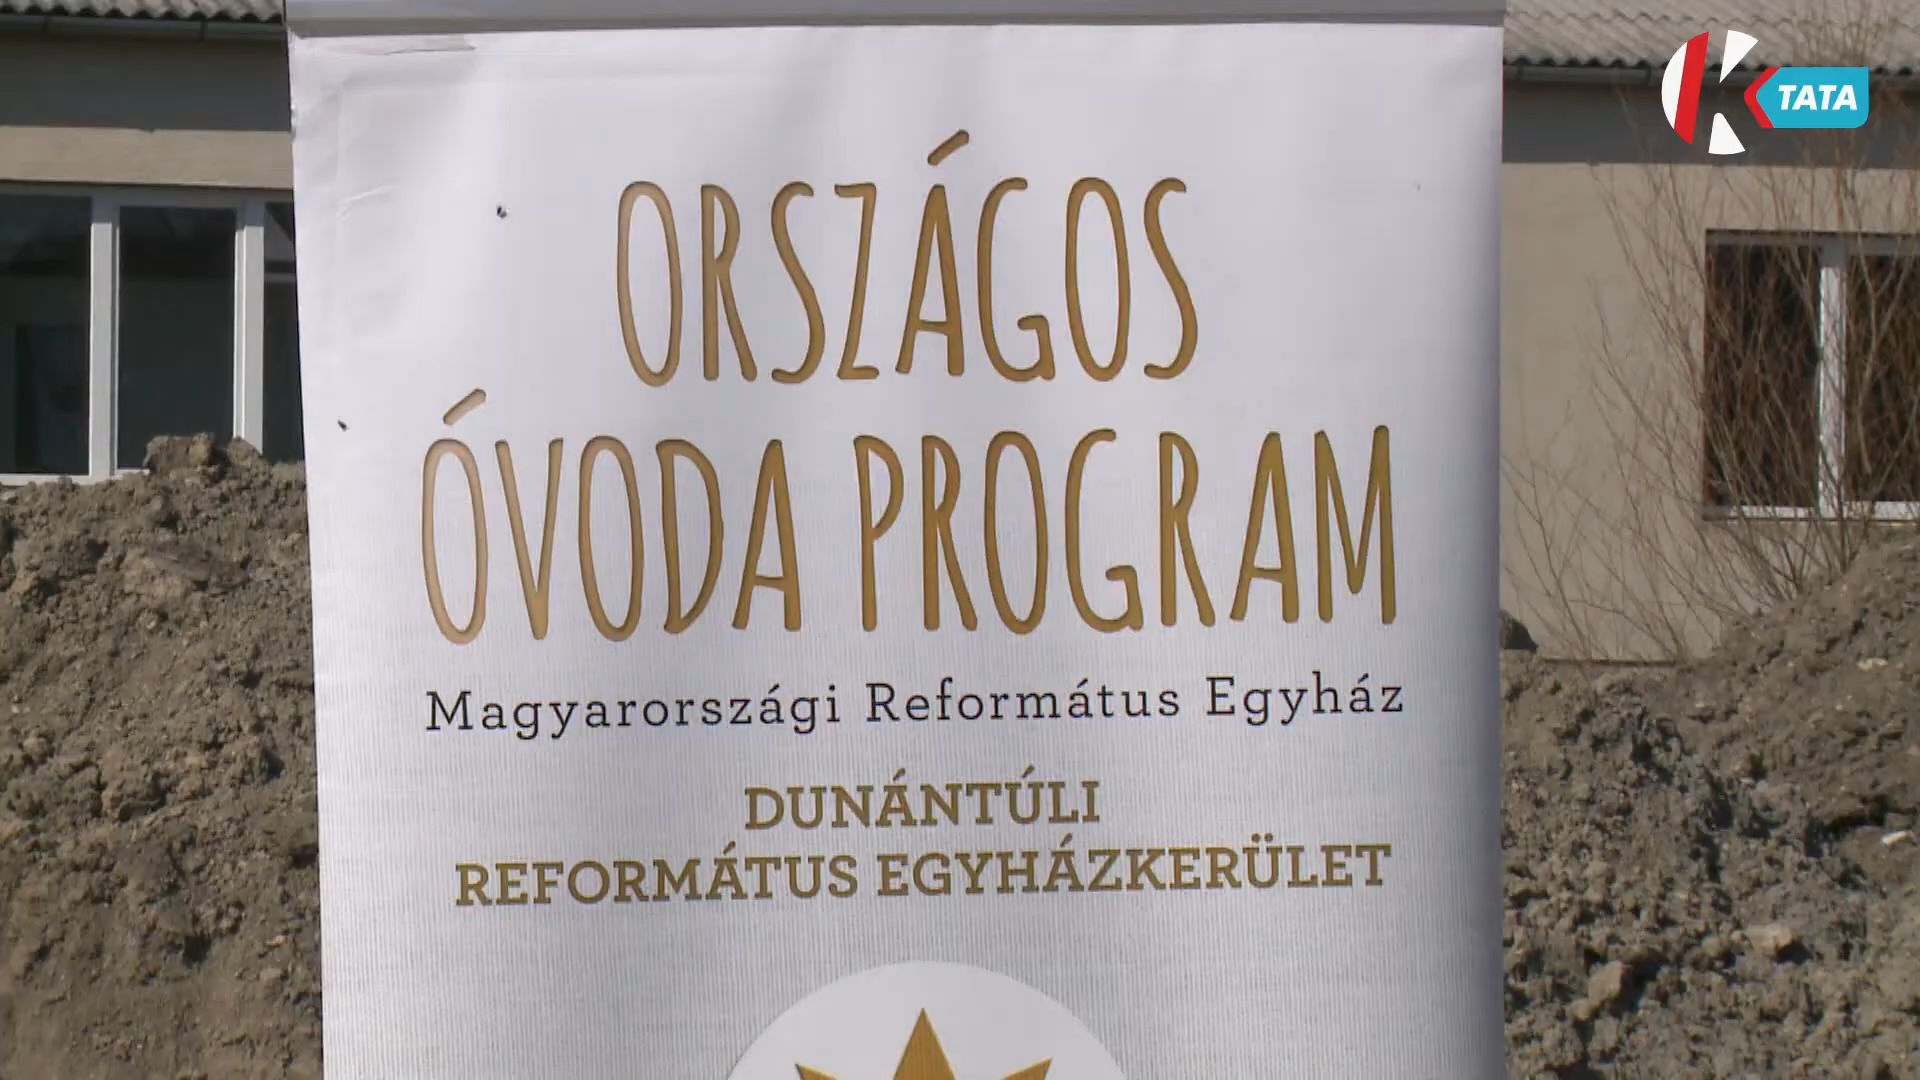 K TATA
ORSZÁGOS
ÓVODA PROGRAM
Magyarországi Református Egyház
DUNÁNTÚLI
REFORMÁTUS EGYHÁZKERÜLET